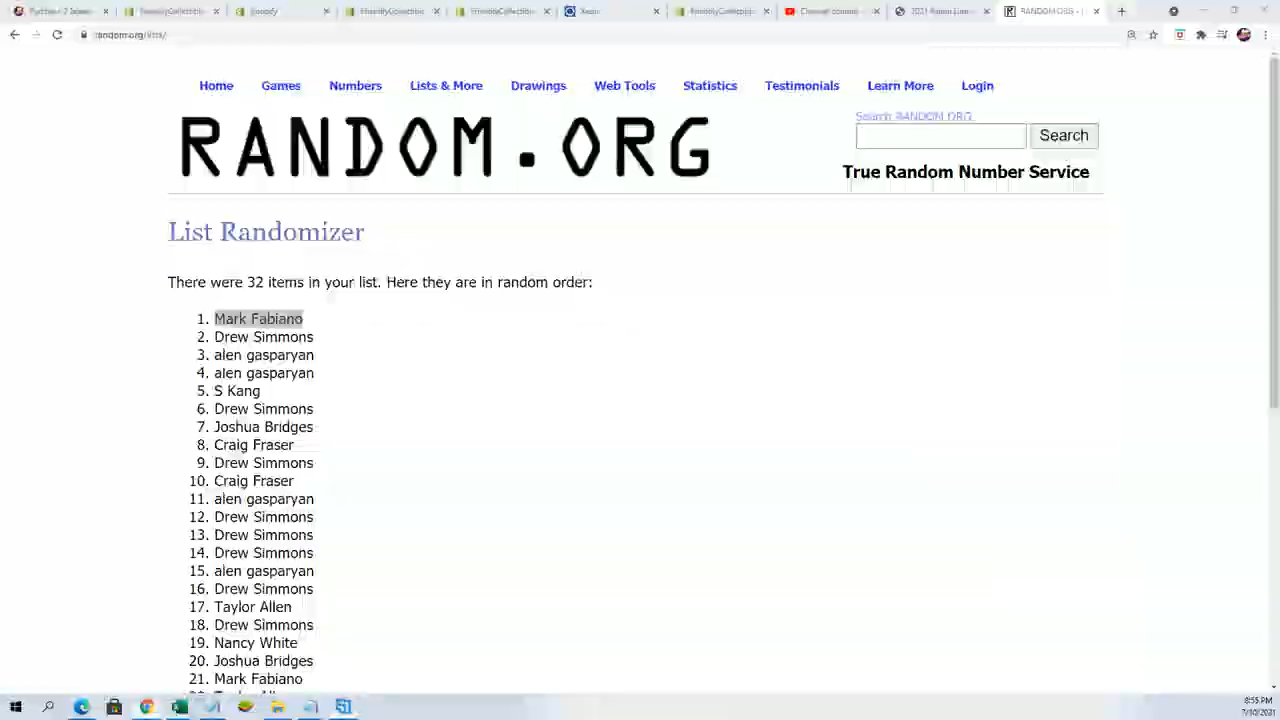 random.org/lists/
Home Games Numbers Lists & More Drawings Web Tools Statistics Testimonials Learn More Login
RANDOM.ORG
Search RANDOM.ORG
Search
True Random Number Service
List Randomizer
There were 32 items in your list. Here they are in random order:
1. Mark Fabiano
2. Drew Simmons
3. alen gasparyan
4. alen gasparyan
5. S Kang
6. Drew Simmons
7. Joshua Bridges
8. Craig Fraser
9. Drew Simmons
10. Craig Fraser
11. alen gasparyan
12. Drew Simmons
13. Drew Simmons
14. Drew Simmons
15. alen gasparyan
16. Drew Simmons
17. Taylor Allen
18. Drew Simmons
19. Nancy White
20. Joshua Bridges
21. Mark Fabiano
8:55 PM
7/10/2021